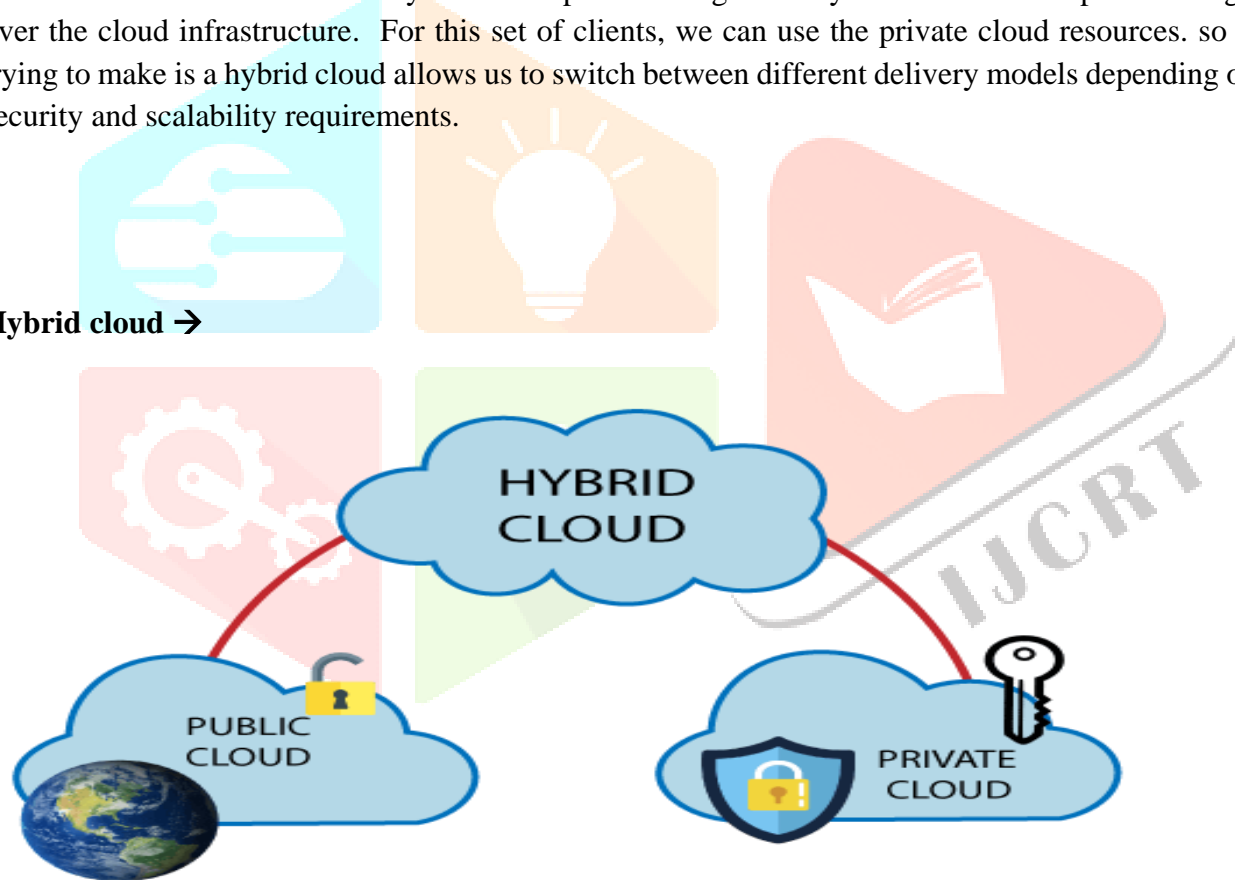 ver the cloud infrastructure. For this set of clients, we can use the private cloud resources. so
rying to make is a hybrid cloud allows us to switch between different delivery models depending o
ecurity and scalability requirements.
Hybrid cloud →
HYBRID
CLOUD
IJCRT
PUBLIC
CLOUD
PRIVATE
CLOUD